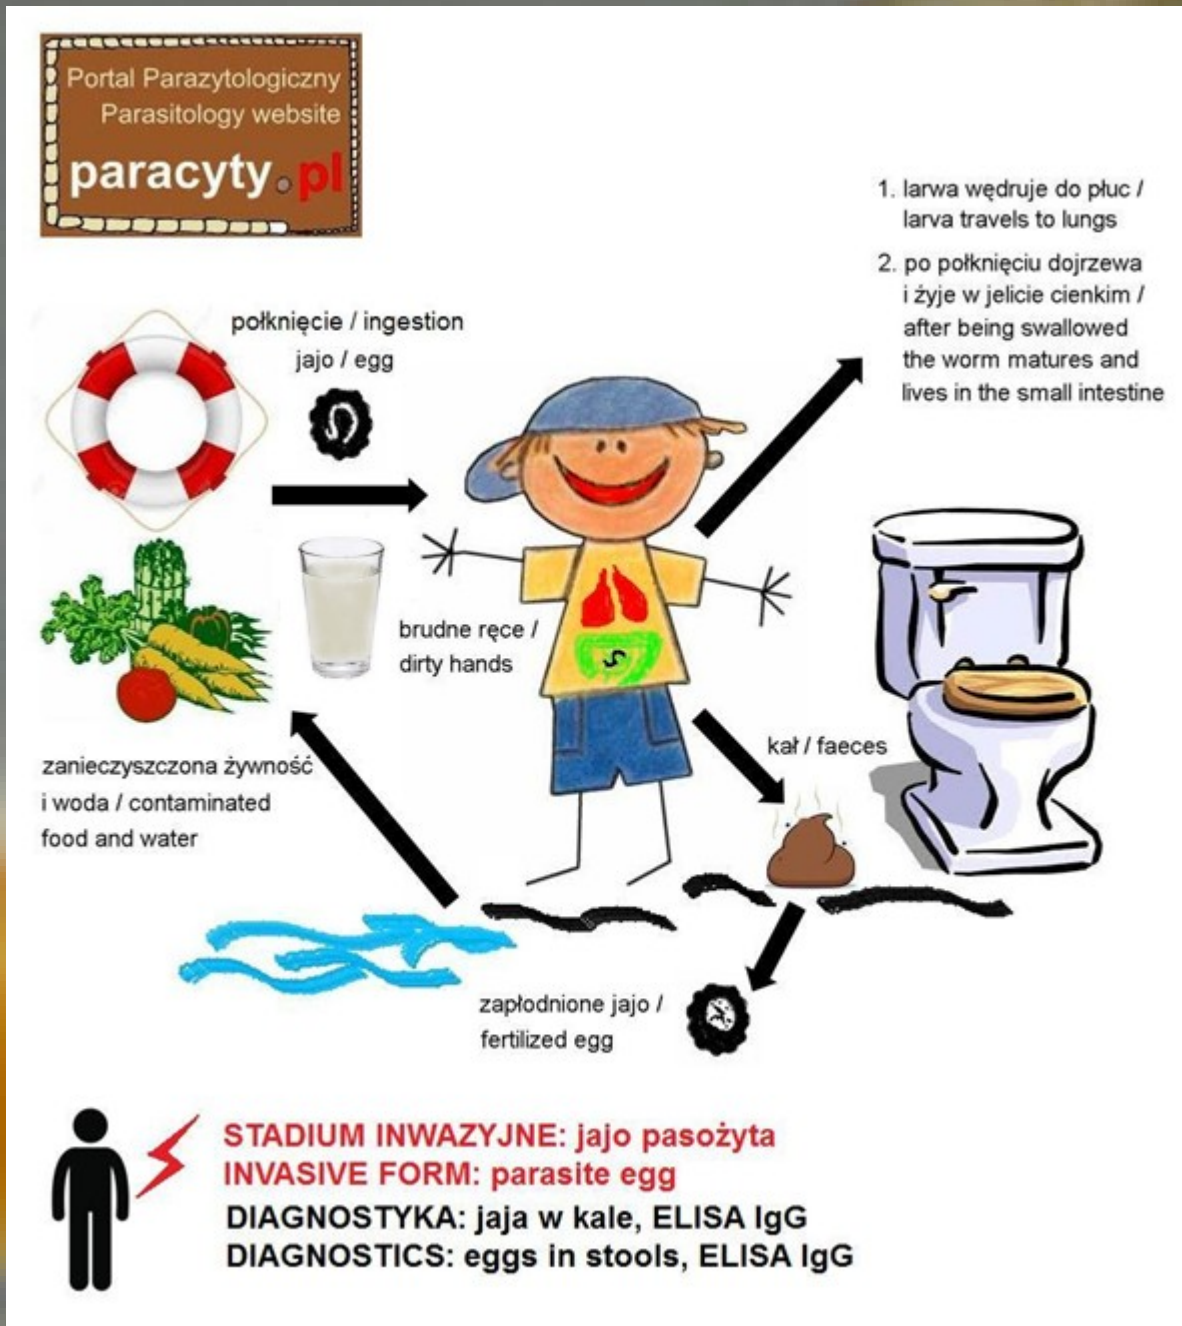 Portal Parazytologiczny
Parasitology website
paracyty.pl
1. larwa wędruje do płuc /
larva travels to lungs
2. po połknięciu dojrzewa
i żyje w jelicie cienkim /
after being swallowed
the worm matures and
lives in the small intestine
połknięcie / ingestion
jajo / egg
brudne ręce /
dirty hands
zanieczyszczona żywność
i woda / contaminated
food and water
kał / faeces
zapłodnione jajo /
fertilized egg
STADIUM INWAZYJNE: jajo pasożyta
INVASIVE FORM: parasite egg
DIAGNOSTYKA: jaja w kale, ELISA IgG
DIAGNOSTICS: eggs in stools, ELISA IgG